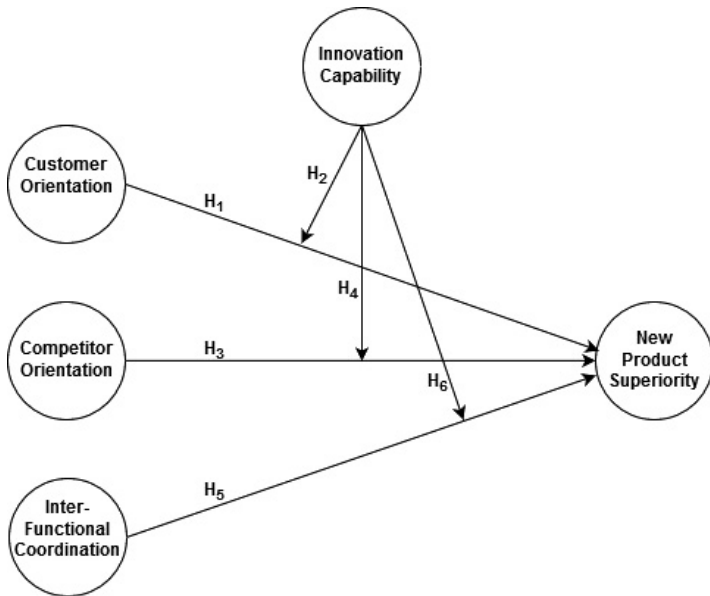 Innovation
Capability
Customer
Orientation
H₂
H₁
H₄
Competitor
Orientation
H₃
New
Product
Superiority
H₆
H₅
Inter-
Functional
Coordination